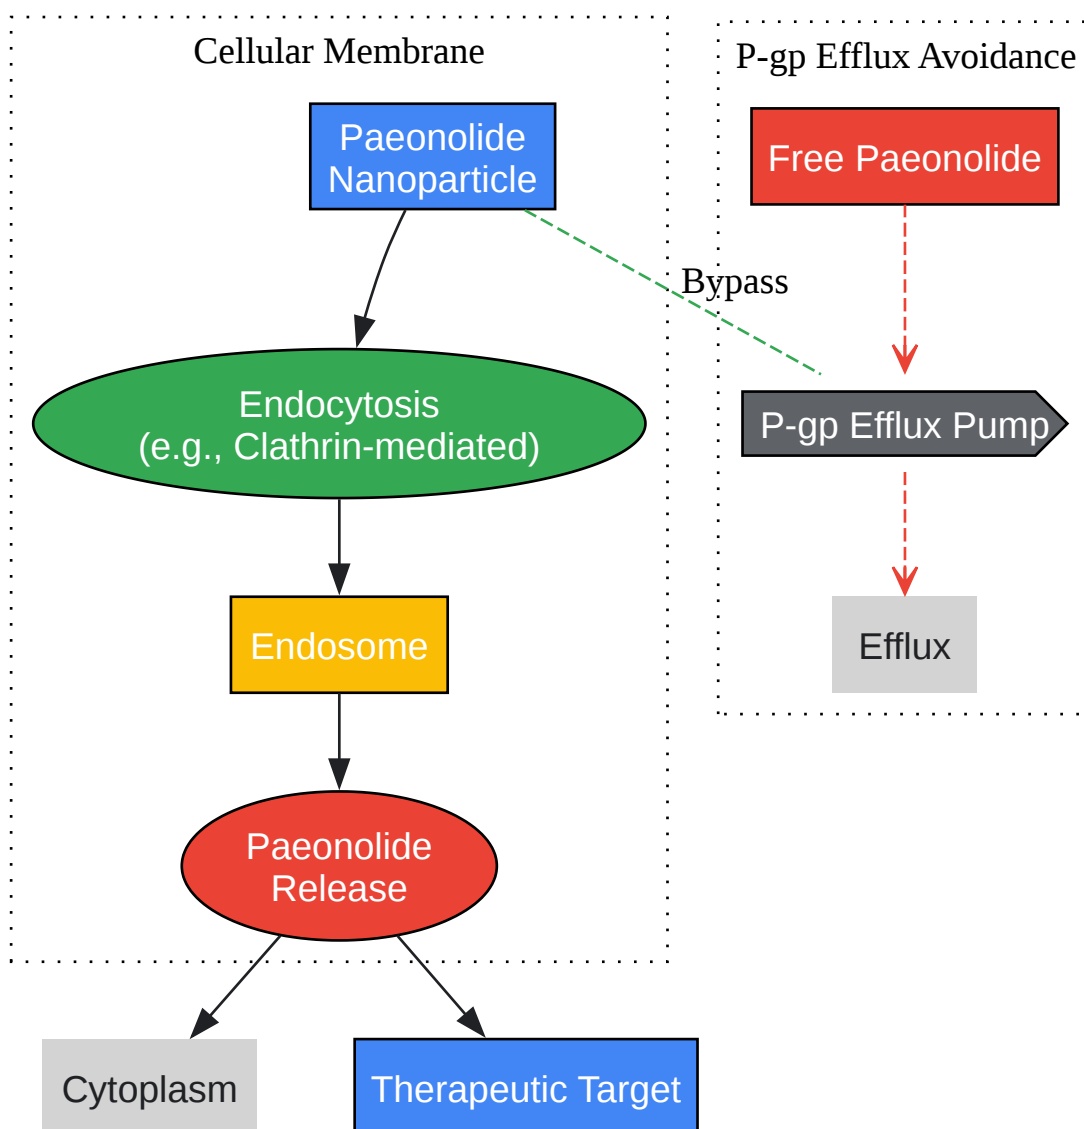 Cellular Membrane
Paeonolide
Nanoparticle
Endocytosis
(e.g., Clathrin-mediated)
Endosome
Paeonolide
Release
Cytoplasm
Therapeutic Target
Bypass
P-gp Efflux Avoidance
Free Paeonolide
P-gp Efflux Pump
Efflux